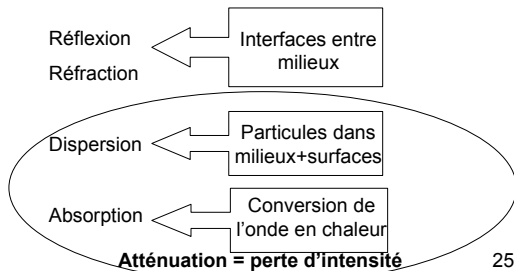 Réflexion
Réfraction
Interfaces entre
milieux
Dispersion
Particules dans
milieux+surfaces
Absorption
Conversion de
l'onde en chaleur
Atténuation = perte d'intensité
25